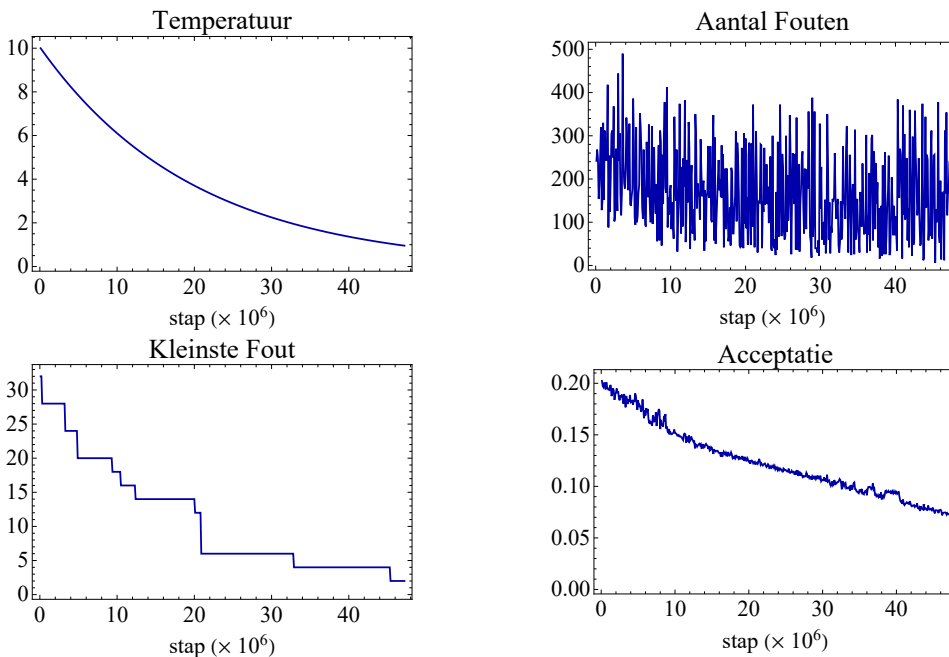 Temperatuur
10
8
6
4
2
0
0 10 20 30 40
stap (× 10⁶)
Aantal Fouten
500
400
300
200
100
0
0 10 20 30 40
stap (× 10⁶)
Kleinste Fout
30
25
20
15
10
5
0
0 10 20 30 40
stap (× 10⁶)
Acceptatie
0.20
0.15
0.10
0.05
0.00
0 10 20 30 40
stap (× 10⁶)